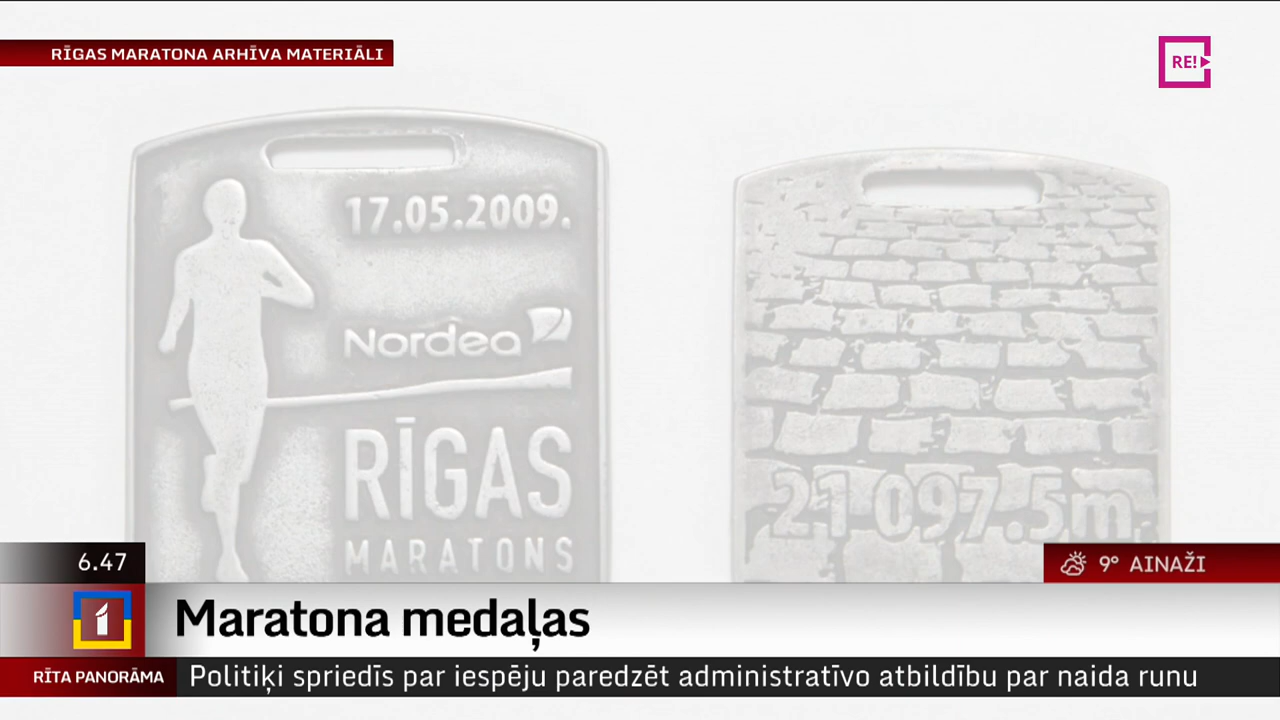 RĪGAS MARATONA ARHĪVA MATERIĀLI
RE!
17.05.2009.
Nordea
RĪGAS
MARATONS
21 097.5m
6.47
9° AINAŽI
1
Maratona medaļas
RĪTA PANORĀMA
Politiķi spriedīs par iespēju paredzēt administratīvo atbildību par naida runu